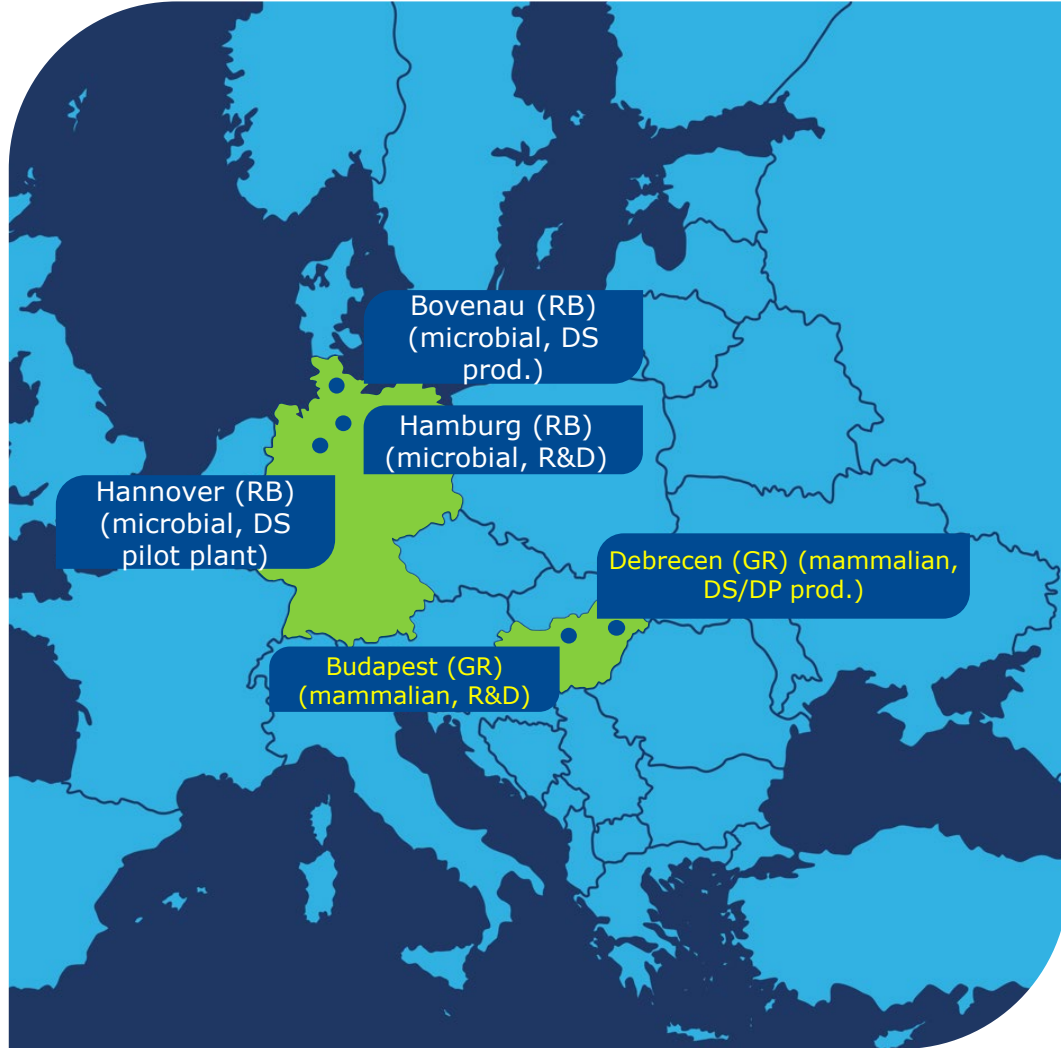 Bovenau (RB)
(microbial, DS
prod.)
Hamburg (RB)
(microbial, R&D)
Hannover (RB)
(microbial, DS
pilot plant)
Debrecen (GR) (mammalian,
DS/DP prod.)
Budapest (GR)
(mammalian, R&D)